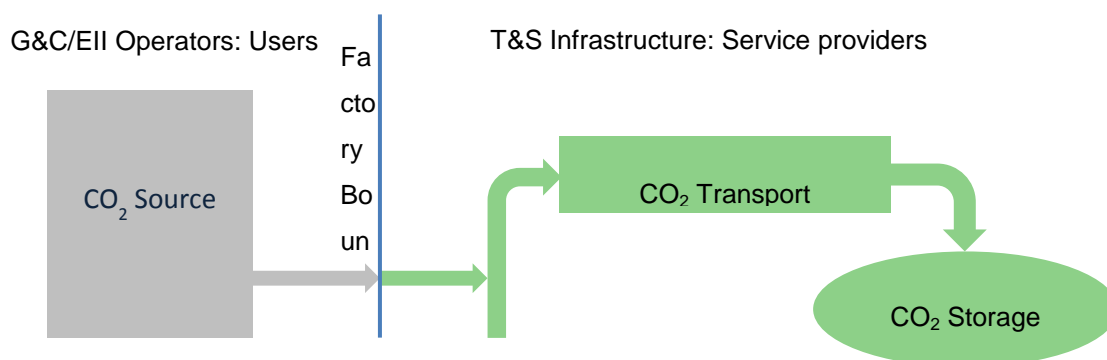 G&C/EII Operators: Users
Fa
cto
ry
Bo
un
T&S Infrastructure: Service providers
CO₂ Source
CO₂ Transport
CO₂ Storage